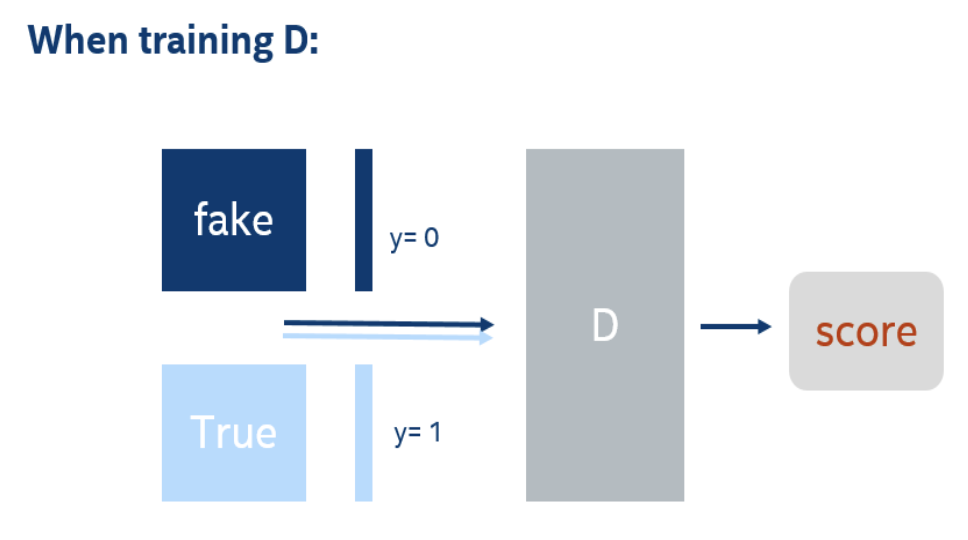 When training D:
fake
y= 0
D
score
True
y= 1